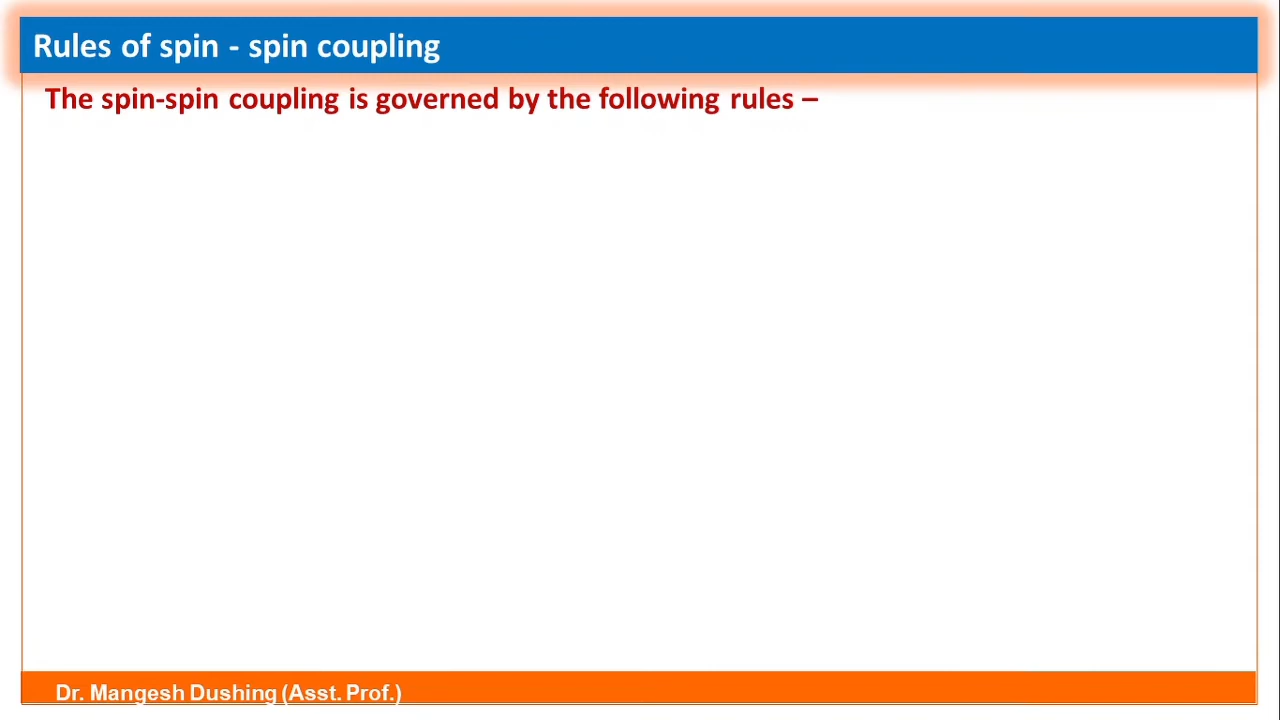 Rules of spin - spin coupling
The spin-spin coupling is governed by the following rules –
Dr. Mangesh Dushing (Asst. Prof.)